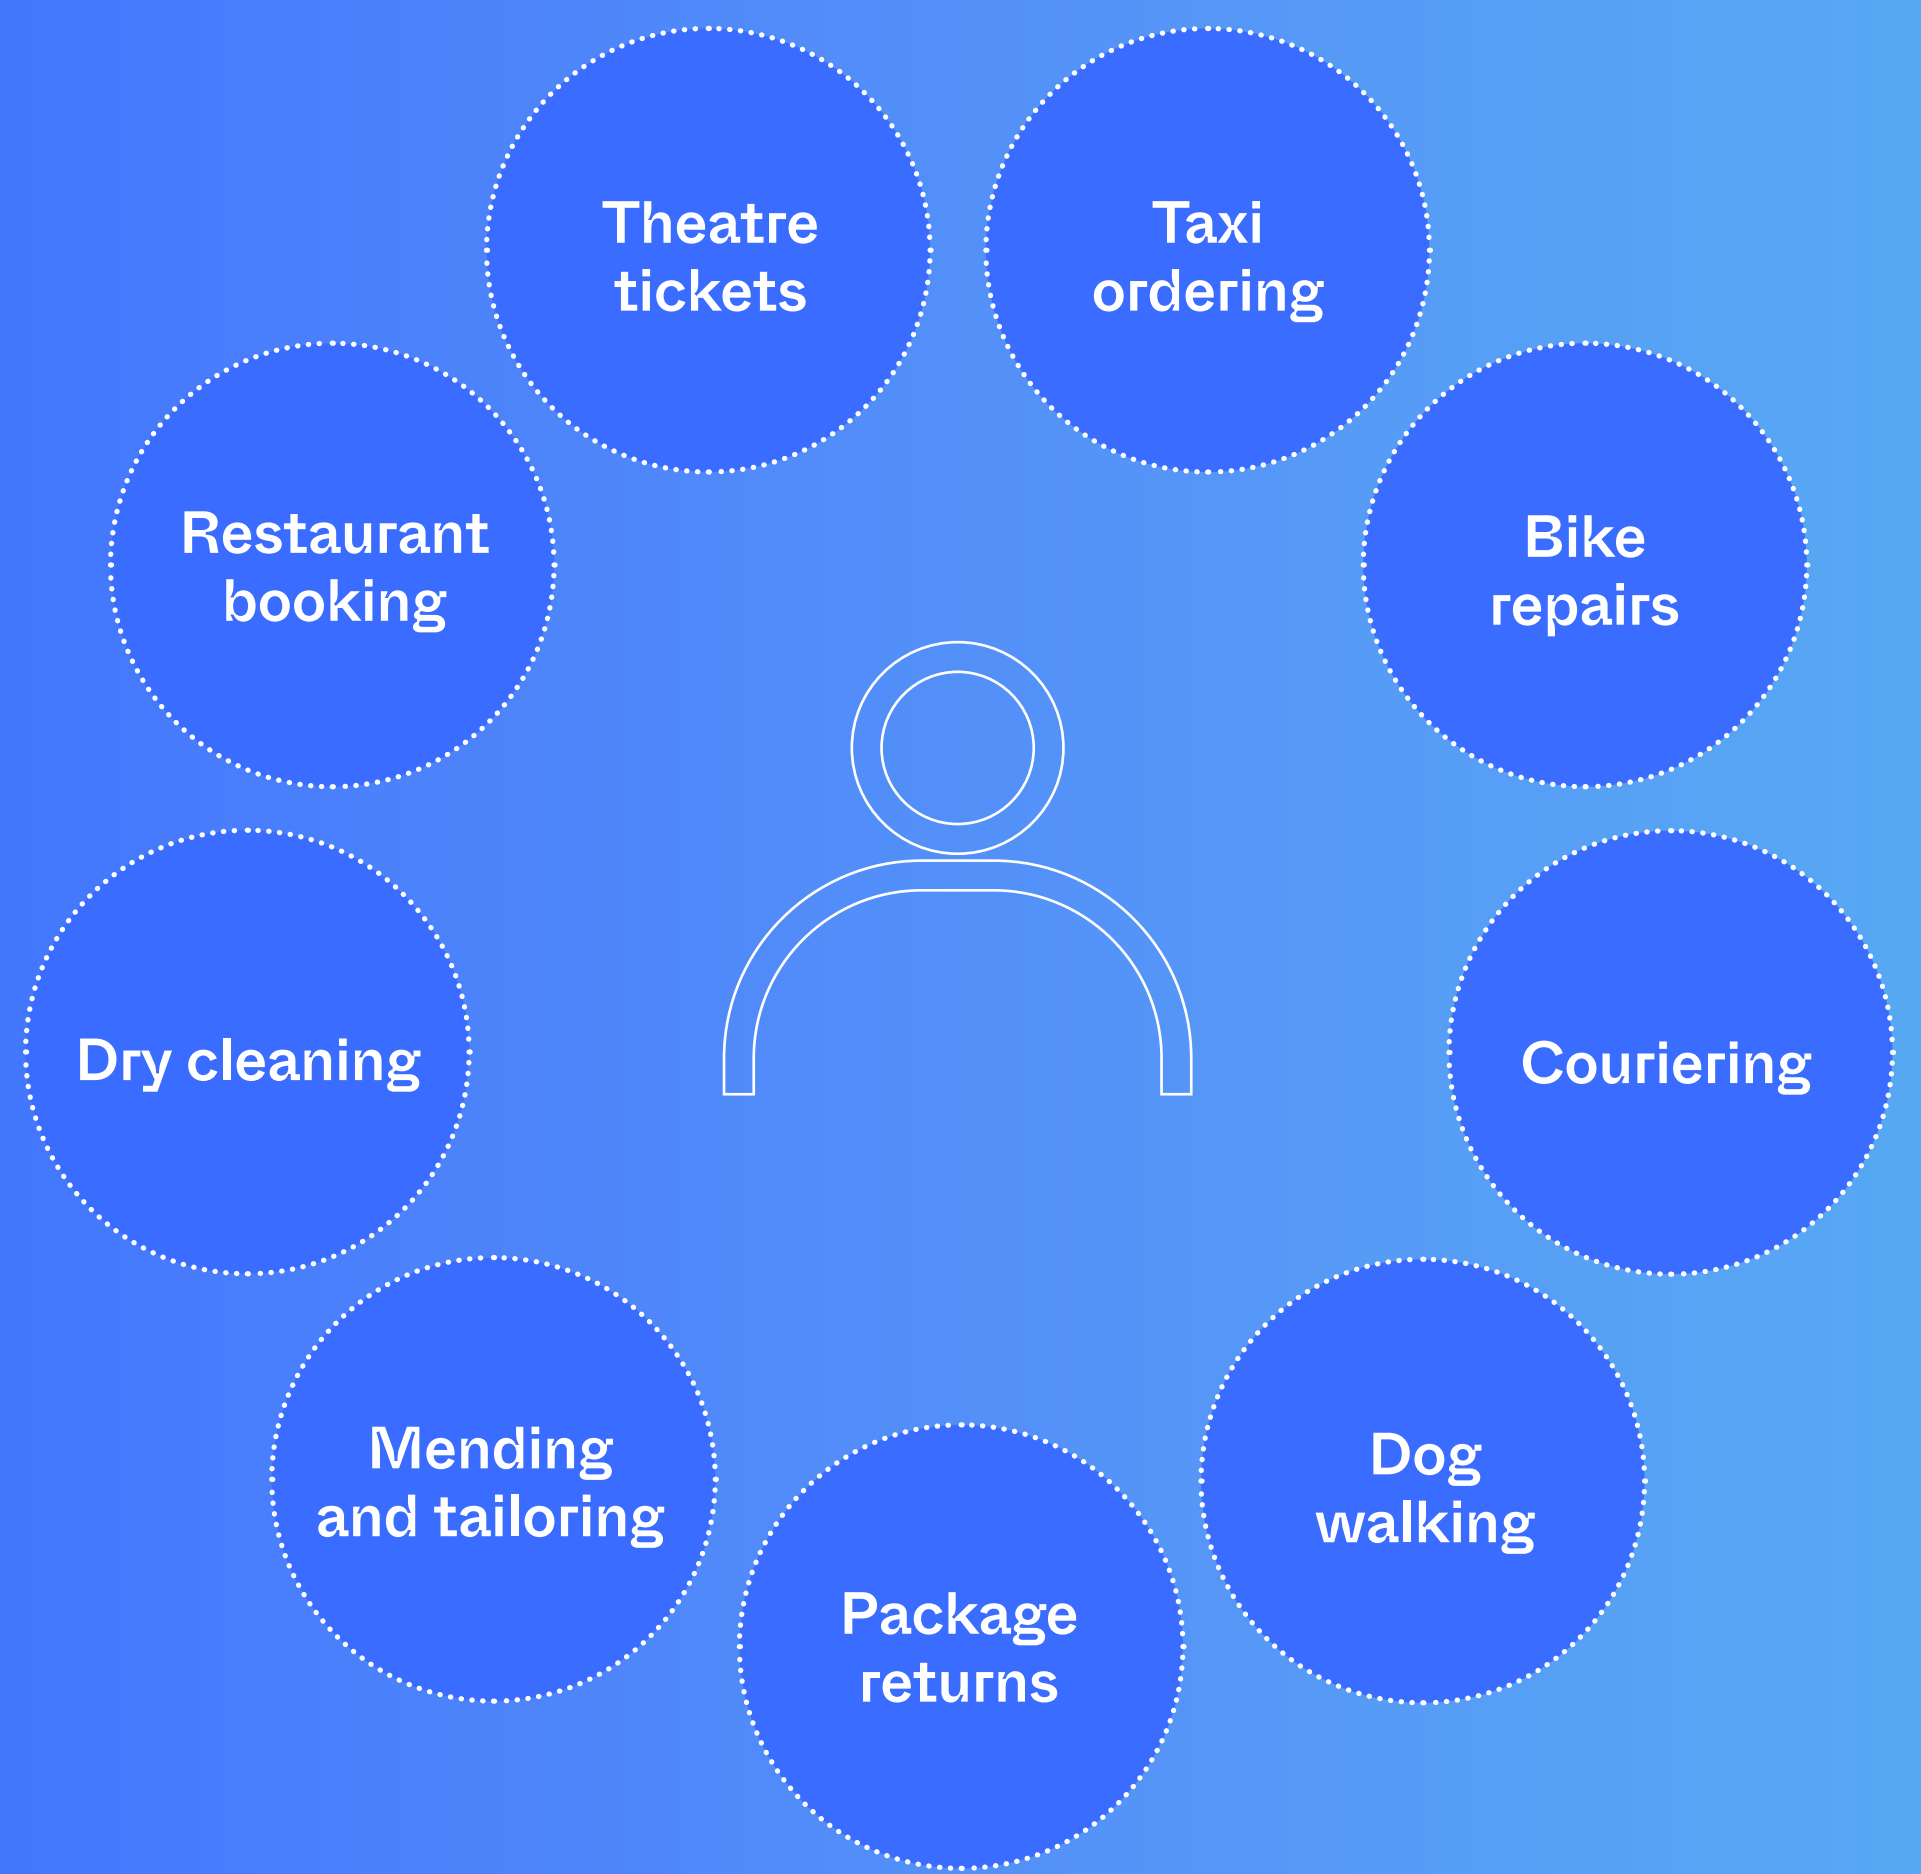 Theatre
tickets
Taxi
ordering
Restaurant
booking
Bike
repairs
Dry cleaning
Couriering
Mending
and tailoring
Dog
walking
Package
returns